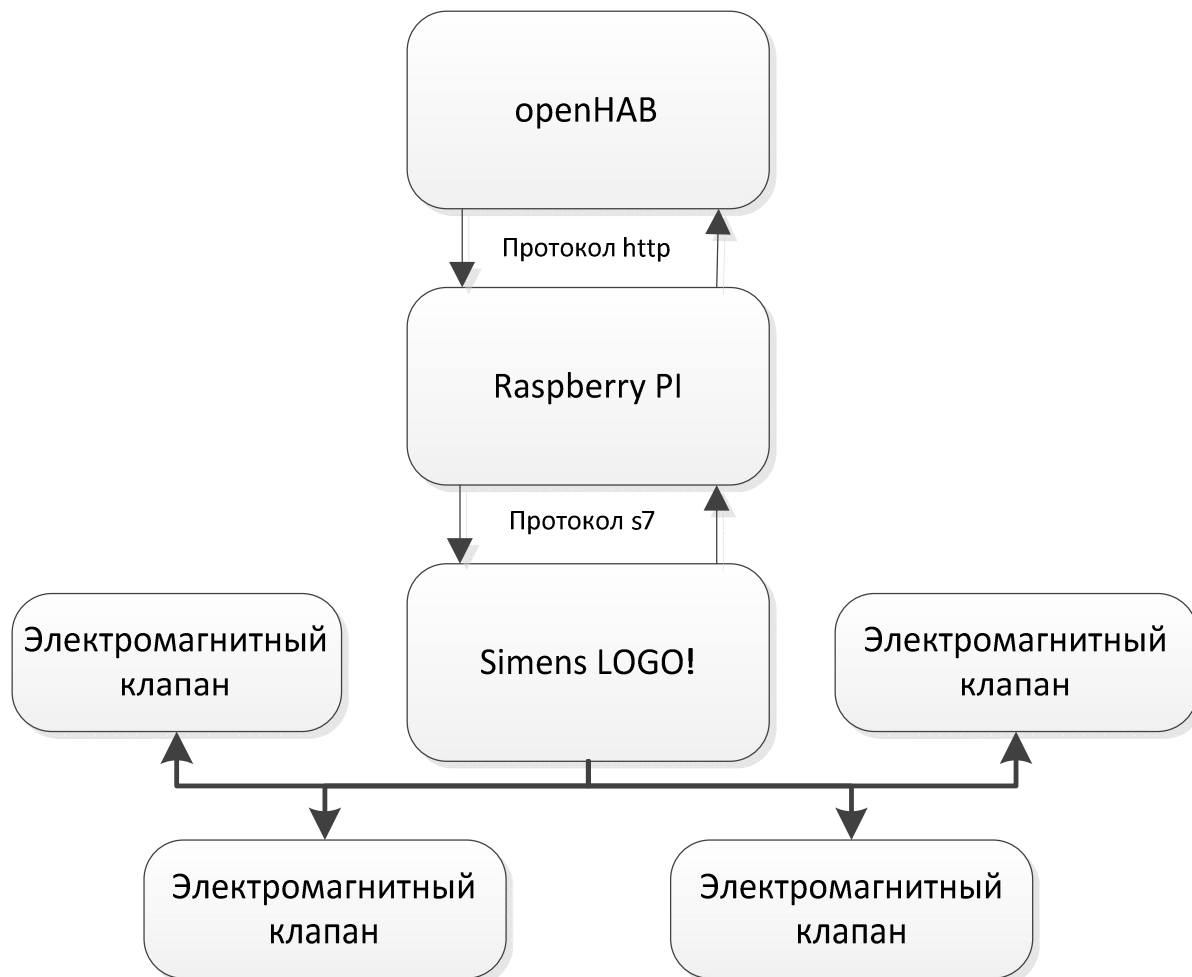 openHAB
Протокол http
Raspberry PI
Протокол s7
Simens LOGO!
Электромагнитный
клапан
Электромагнитный
клапан
Электромагнитный
клапан
Электромагнитный
клапан